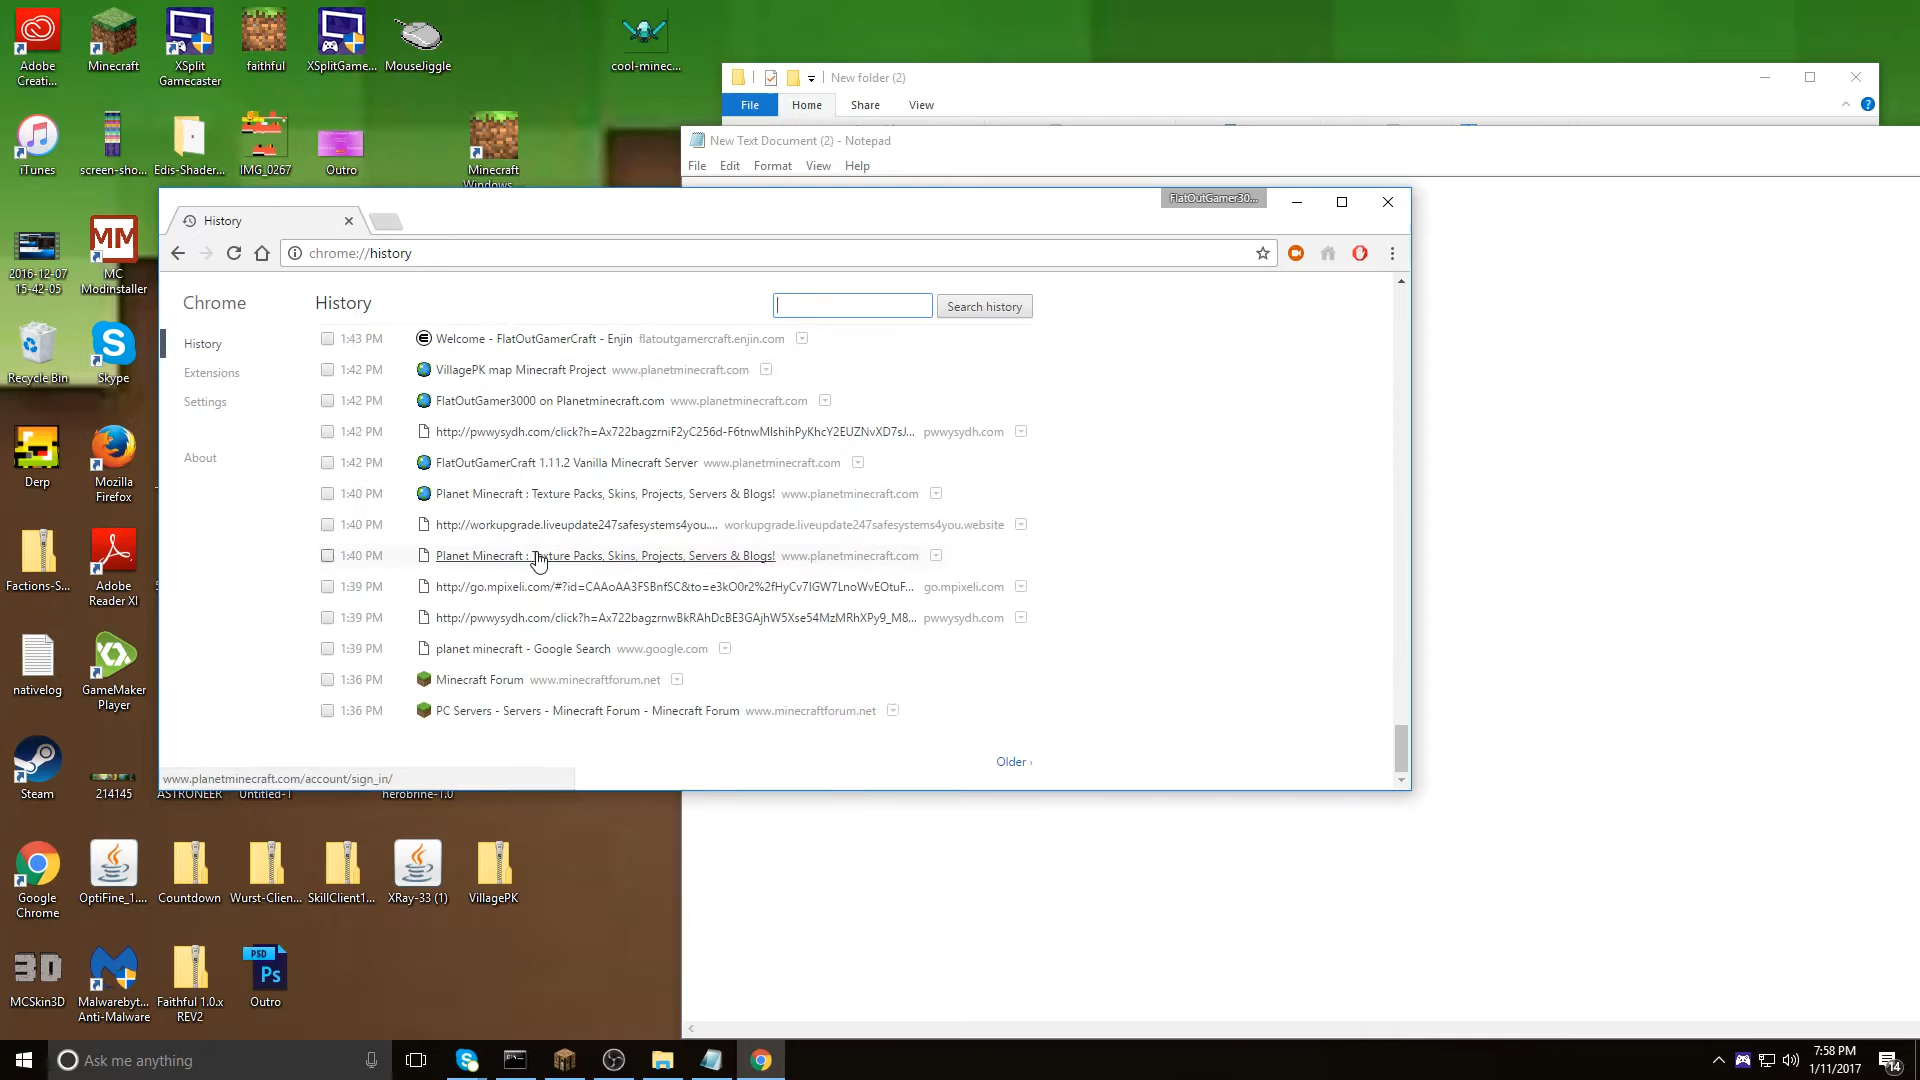 Adobe Creati...
Minecraft
XSplit Gamecaster
faithful
XSplitGame...
MouseJiggle
cool-minec...
iTunes
screen-sho...
Edis-Shader...
IMG_0267
Outro
Minecraft Windows
2016-12-07 15-42-05
MM
MC Modinstaller
Recycle Bin
Skype
Derp
Mozilla Firefox
Factions-S...
Adobe Reader XI
nativelog
GameMaker Player
Steam
214145
ASTRONEER
Untitled-1
herobrine-1.0
Google Chrome
OptiFine_1....
Countdown
Wurst-Clien...
SkillClient1...
XRay-33 (1)
VillagePK
3D
MCSkin3D
Malwarebyt... Anti-Malware
Faithful 1.0.x REV2
PSD
Ps
Outro
New folder (2)
File Home Share View
New Text Document (2) - Notepad
File Edit Format View Help
FlatOutGamer30...
History
chrome://history
Chrome
History
Extensions
Settings
About
History
Search history
1:43 PM Welcome - FlatOutGamerCraft - Enjin flatoutgamercraft.enjin.com
1:42 PM VillagePK map Minecraft Project www.planetminecraft.com
1:42 PM FlatOutGamer3000 on Planetminecraft.com www.planetminecraft.com
1:42 PM http://pwwysydh.com/click?h=Ax722bagzrniF2yC256d-F6tnwMIshihPyKhcY2EUZNvXD7sJ... pwwysydh.com
1:42 PM FlatOutGamerCraft 1.11.2 Vanilla Minecraft Server www.planetminecraft.com
1:40 PM Planet Minecraft : Texture Packs, Skins, Projects, Servers & Blogs! www.planetminecraft.com
1:40 PM http://workupgrade.liveupdate247safesystems4you.... workupgrade.liveupdate247safesystems4you.website
1:40 PM Planet Minecraft : Texture Packs, Skins, Projects, Servers & Blogs! www.planetminecraft.com
1:39 PM http://go.mpixeli.com/#?id=CAAoAA3FSBnfSC&to=e3kO0r2%2fHyCv7IGW7LnoWvEOtuF... go.mpixeli.com
1:39 PM http://pwwysydh.com/click?h=Ax722bagzrnwBkRAhDcBE3GAjhW5Xse54MzMRhXPy9_M8... pwwysydh.com
1:39 PM planet minecraft - Google Search www.google.com
1:36 PM Minecraft Forum www.minecraftforum.net
1:36 PM PC Servers - Servers - Minecraft Forum - Minecraft Forum www.minecraftforum.net
Older ›
www.planetminecraft.com/account/sign_in/
Ask me anything
7:58 PM
1/11/2017
14